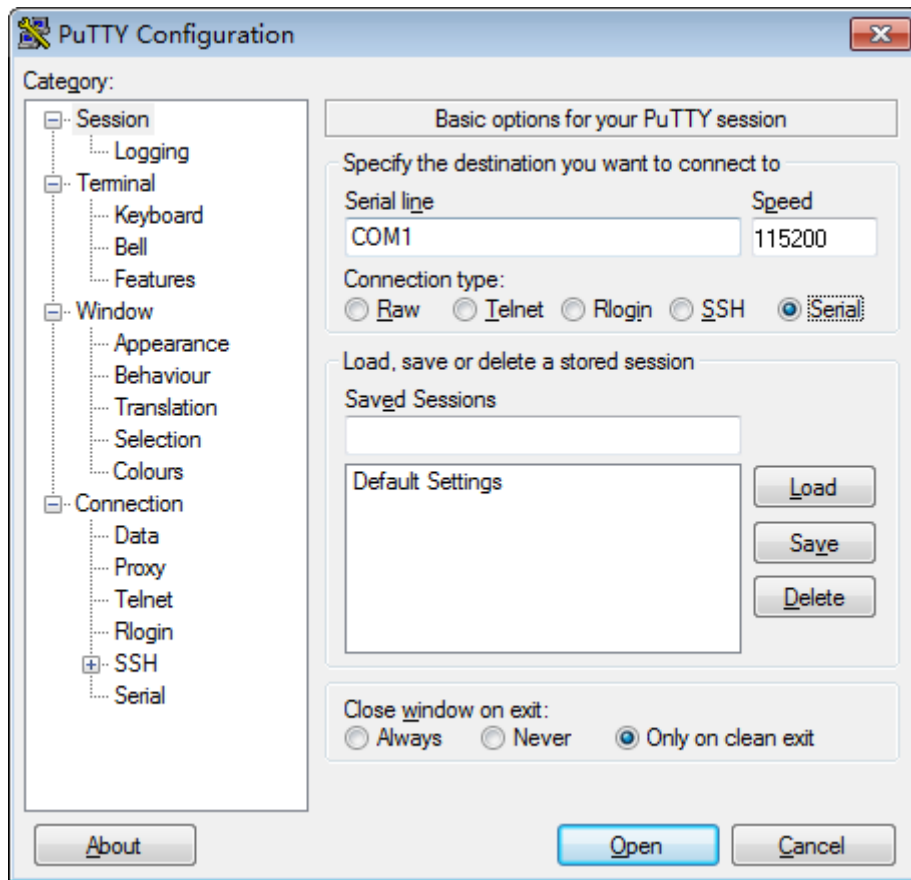 PuTTY Configuration
Category:
Session
Logging
Terminal
Keyboard
Bell
Features
Window
Appearance
Behaviour
Translation
Selection
Colours
Connection
Data
Proxy
Telnet
Rlogin
SSH
Serial
Basic options for your PuTTY session
Specify the destination you want to connect to
Serial line Speed
COM1 115200
Connection type:
Raw Telnet Rlogin SSH Serial
Load, save or delete a stored session
Saved Sessions
Default Settings
Load
Save
Delete
Close window on exit:
Always Never Only on clean exit
About Open Cancel